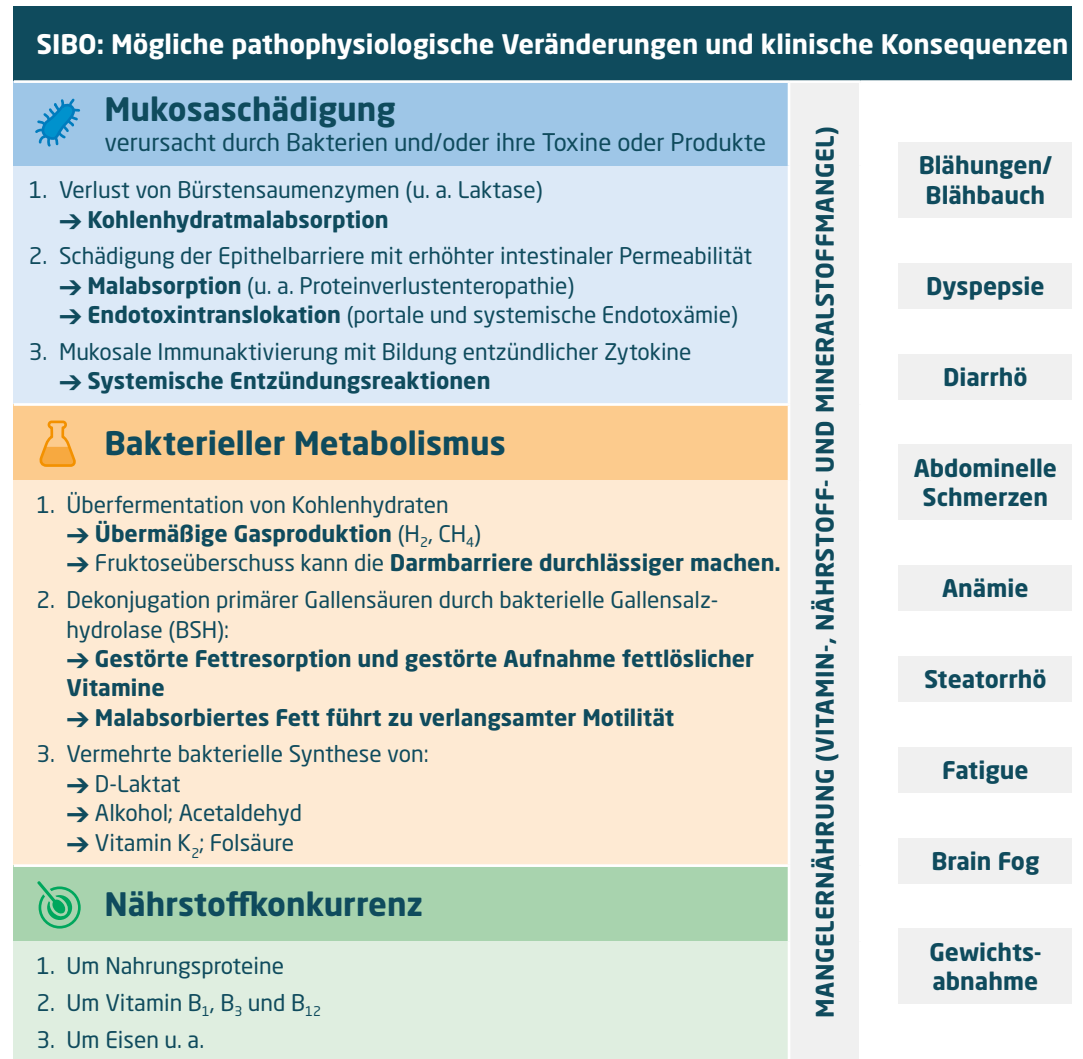 SIBO: Mögliche pathophysiologische Veränderungen und klinische Konsequenzen
Mukosaschädigung
verursacht durch Bakterien und/oder ihre Toxine oder Produkte
1. Verlust von Bürstensaumenzymen (u. a. Laktase)
→ Kohlenhydratmalabsorption
2. Schädigung der Epithelbarriere mit erhöhter intestinaler Permeabilität
→ Malabsorption (u. a. Proteinverlustenteropathie)
→ Endotoxintranslokation (portale und systemische Endotoxämie)
3. Mukosale Immunaktivierung mit Bildung entzündlicher Zytokine
→ Systemische Entzündungsreaktionen
Bakterieller Metabolismus
1. Überfermentation von Kohlenhydraten
→ Übermäßige Gasproduktion (H₂, CH₄)
→ Fruktoseüberschuss kann die Darmbarriere durchlässiger machen.
2. Dekonjugation primärer Gallensäuren durch bakterielle Gallensalz-
hydrolase (BSH):
→ Gestörte Fettresorption und gestörte Aufnahme fettlöslicher
Vitamine
→ Malabsorbiertes Fett führt zu verlangsamter Motilität
3. Vermehrte bakterielle Synthese von:
→ D-Laktat
→ Alkohol; Acetaldehyd
→ Vitamin K₂; Folsäure
Nährstoffkonkurrenz
1. Um Nahrungsproteine
2. Um Vitamin B₁, B₃ und B₁₂
3. Um Eisen u. a.
MANGELERNÄHRUNG (VITAMIN-, NÄHRSTOFF- UND MINERALSTOFFMANGEL)
Blähungen/
Blähbauch
Dyspepsie
Diarrhö
Abdominelle
Schmerzen
Anämie
Steatorrhö
Fatigue
Brain Fog
Gewichts-
abnahme